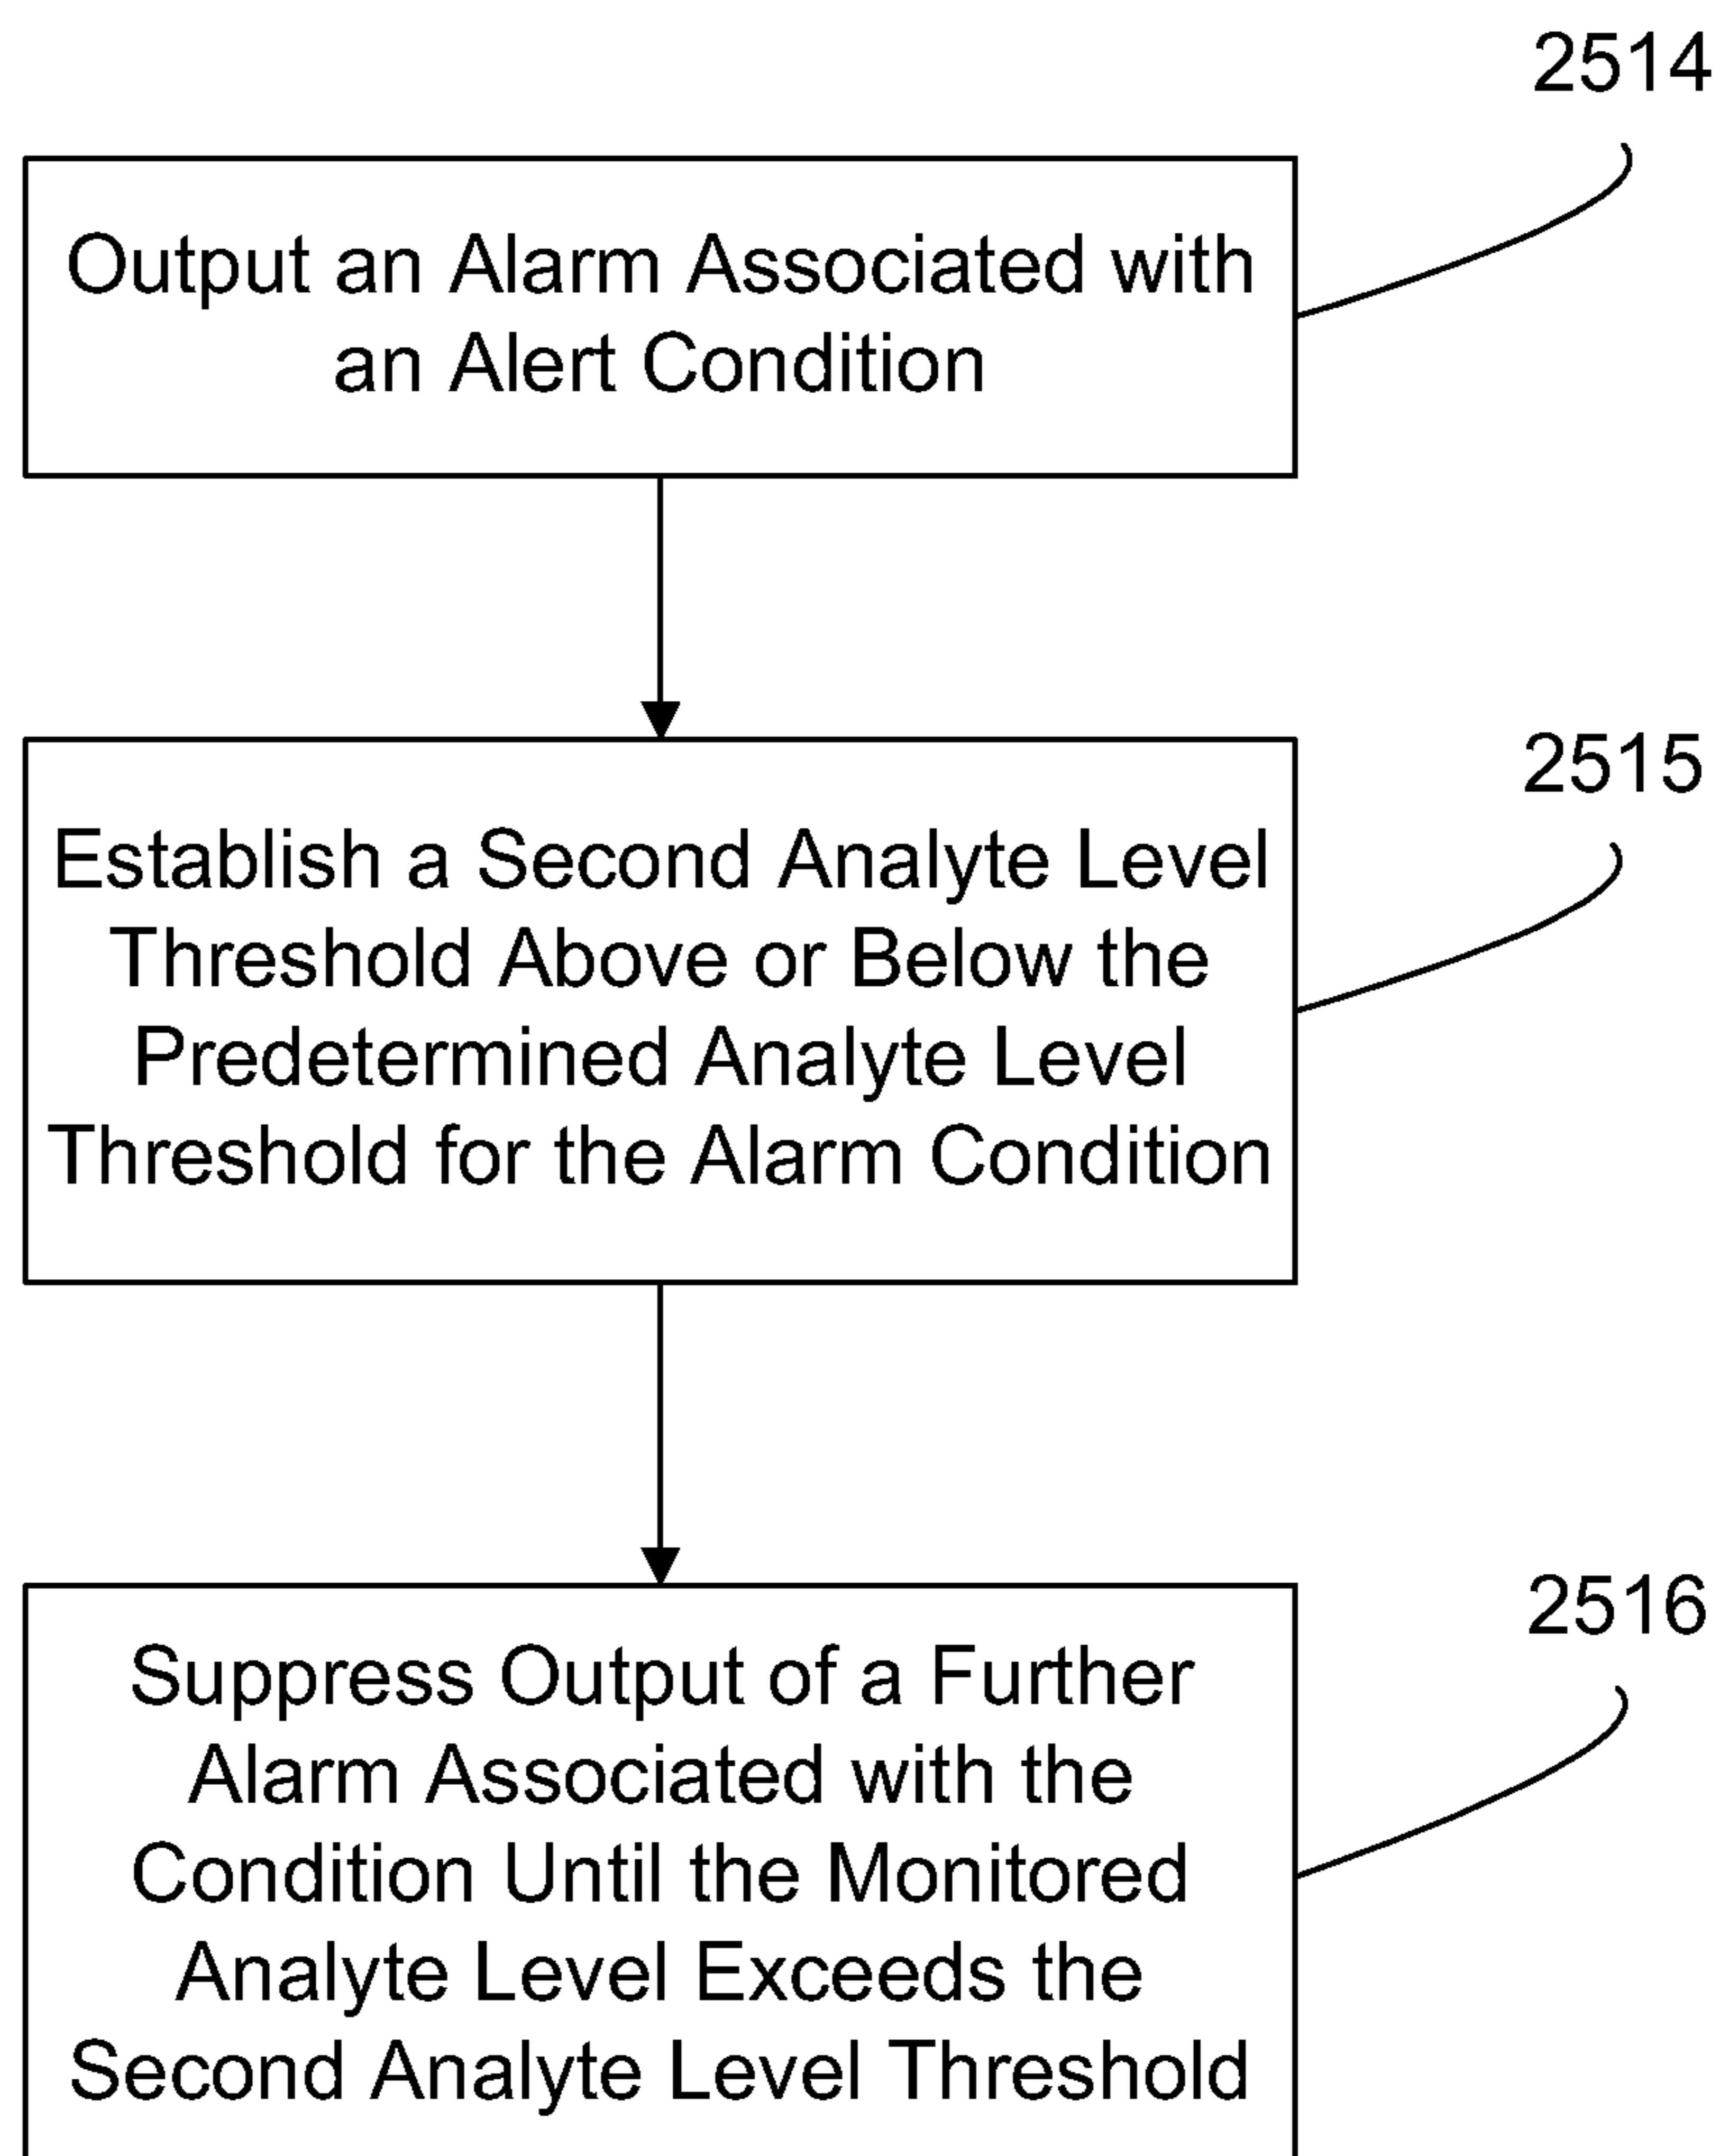 2514
Output an Alarm Associated with
an Alert Condition
2515
Establish a Second Analyte Level
Threshold Above or Below the
Predetermined Analyte Level
Threshold for the Alarm Condition
2516
Suppress Output of a Further
Alarm Associated with the
Condition Until the Monitored
Analyte Level Exceeds the
Second Analyte Level Threshold